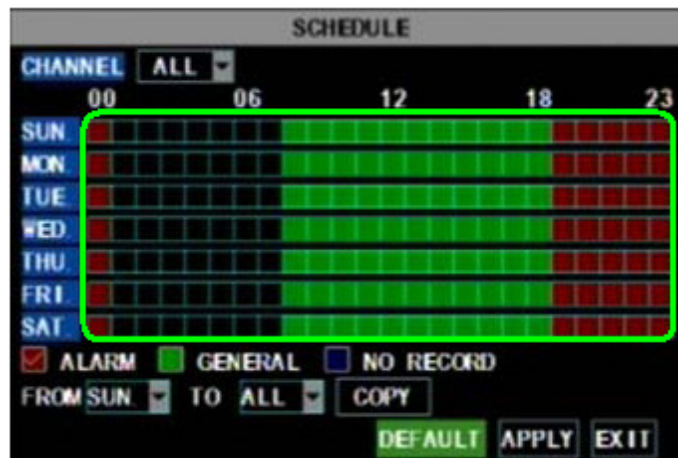 SCHEDULE
CHANNEL ALL
00 06 12 18 23
SUN.
MON.
TUE.
WED.
THU.
FRI.
SAT.
ALARM GENERAL NO RECORD
FROM SUN. TO ALL COPY
DEFAULT APPLY EXIT